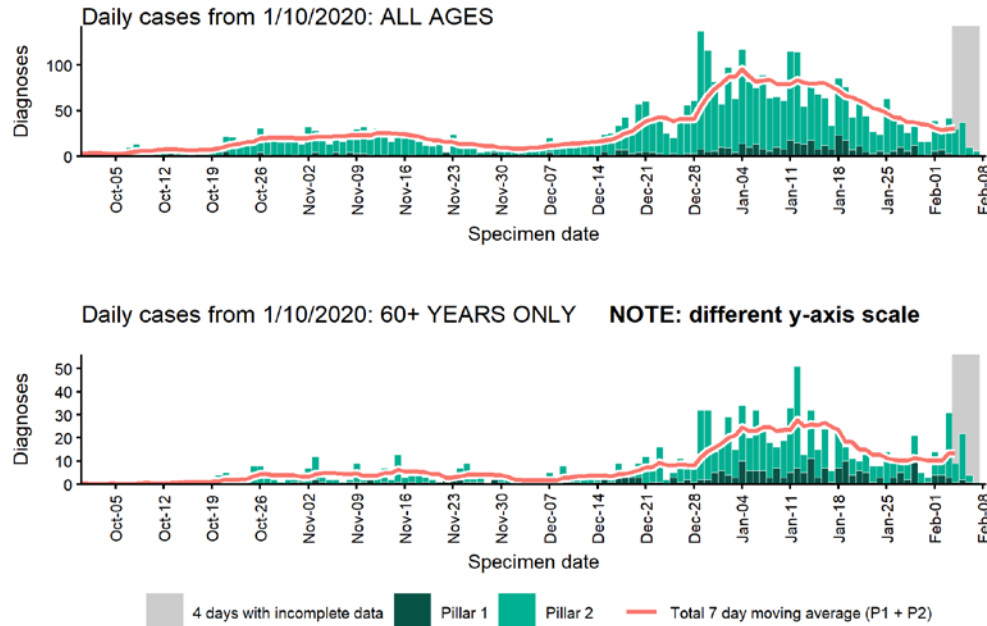 Daily cases from 1/10/2020: ALL AGES
Diagnoses
100
50
0
Oct-05 Oct-12 Oct-19 Oct-26 Nov-02 Nov-09 Nov-16 Nov-23 Nov-30 Dec-07 Dec-14 Dec-21 Dec-28 Jan-04 Jan-11 Jan-18 Jan-25 Feb-01 Feb-08
Specimen date
Daily cases from 1/10/2020: 60+ YEARS ONLY NOTE: different y-axis scale
Diagnoses
50
40
30
20
10
0
Oct-05 Oct-12 Oct-19 Oct-26 Nov-02 Nov-09 Nov-16 Nov-23 Nov-30 Dec-07 Dec-14 Dec-21 Dec-28 Jan-04 Jan-11 Jan-18 Jan-25 Feb-01 Feb-08
Specimen date
4 days with incomplete data Pillar 1 Pillar 2 Total 7 day moving average (P1 + P2)